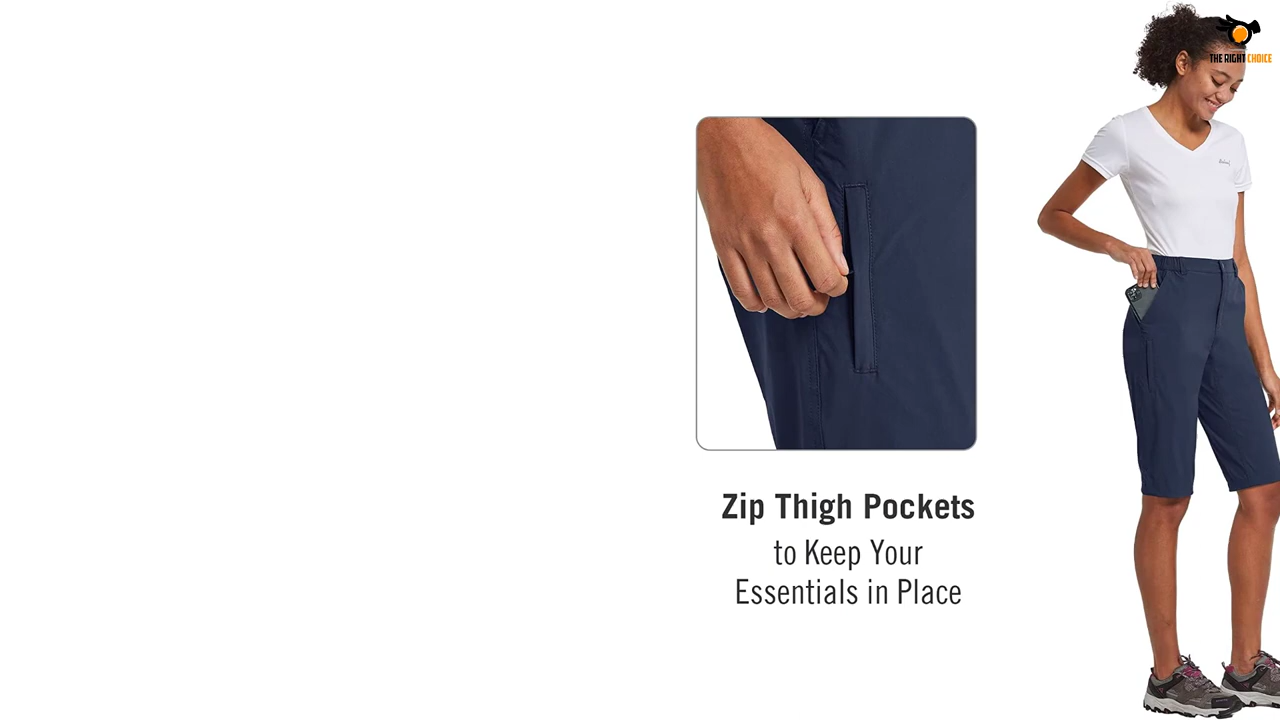 THE RIGHT CHOICE
Zip Thigh Pockets
to Keep Your
Essentials in Place